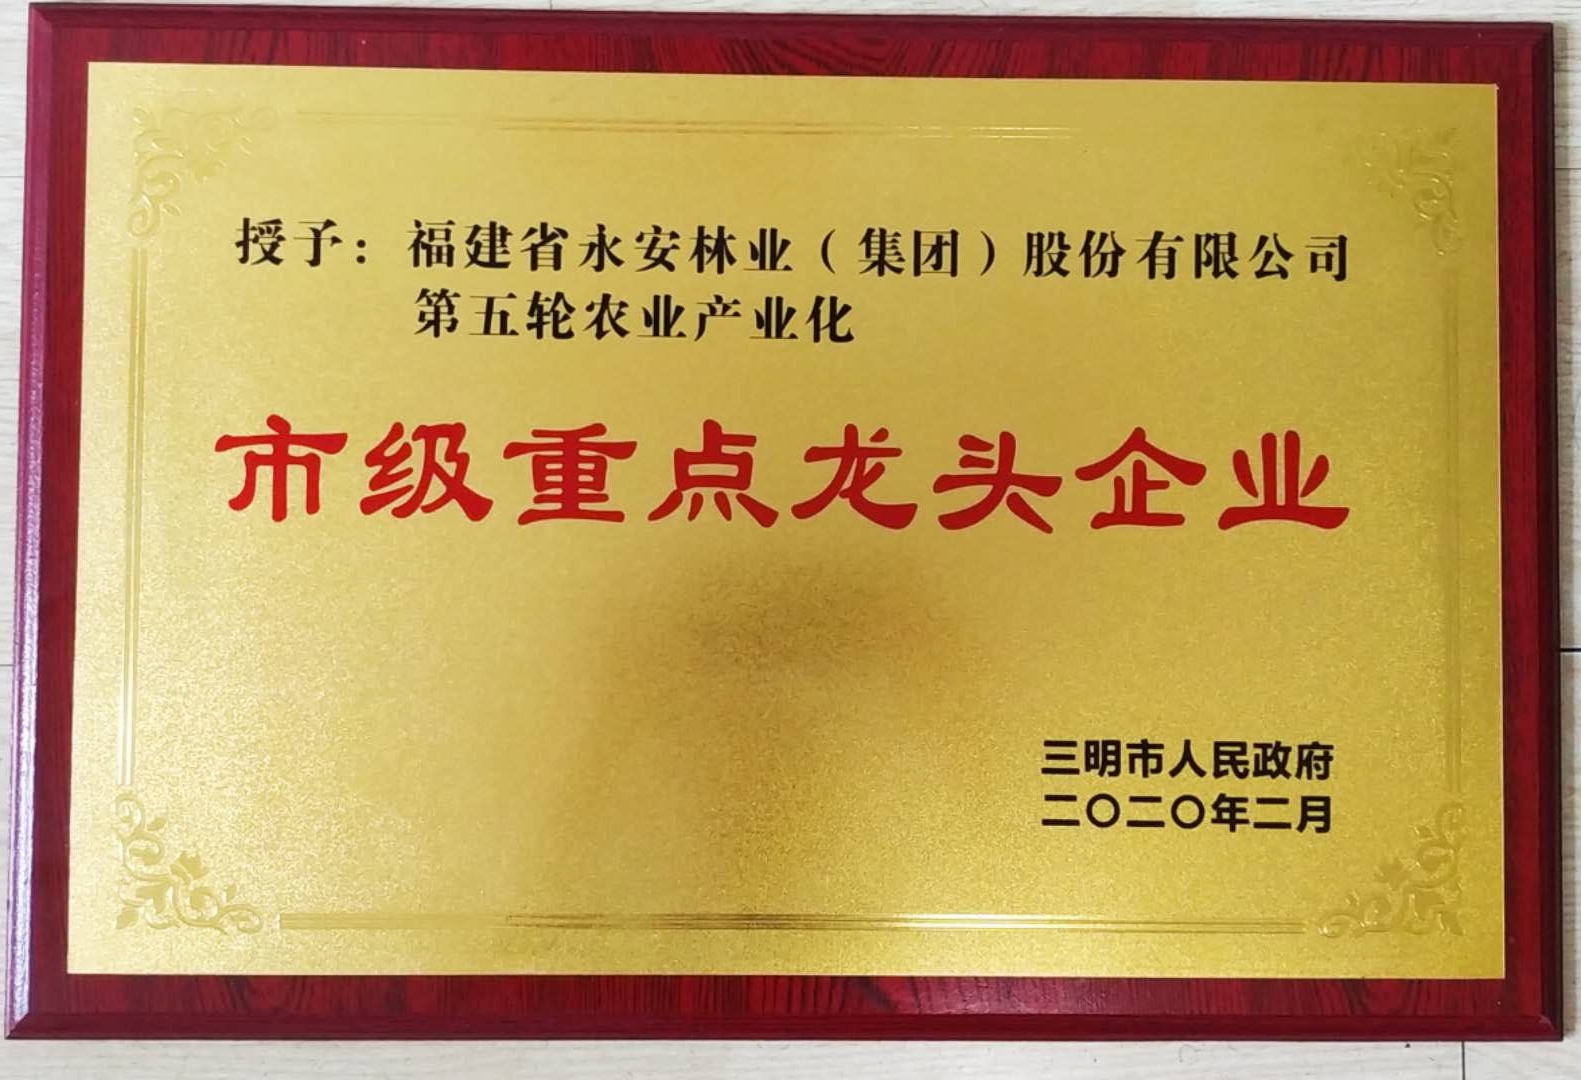 授予：福建省永安林业（集团）股份有限公司
第五轮农业产业化
市级重点龙头企业
三明市人民政府
二〇二〇年二月